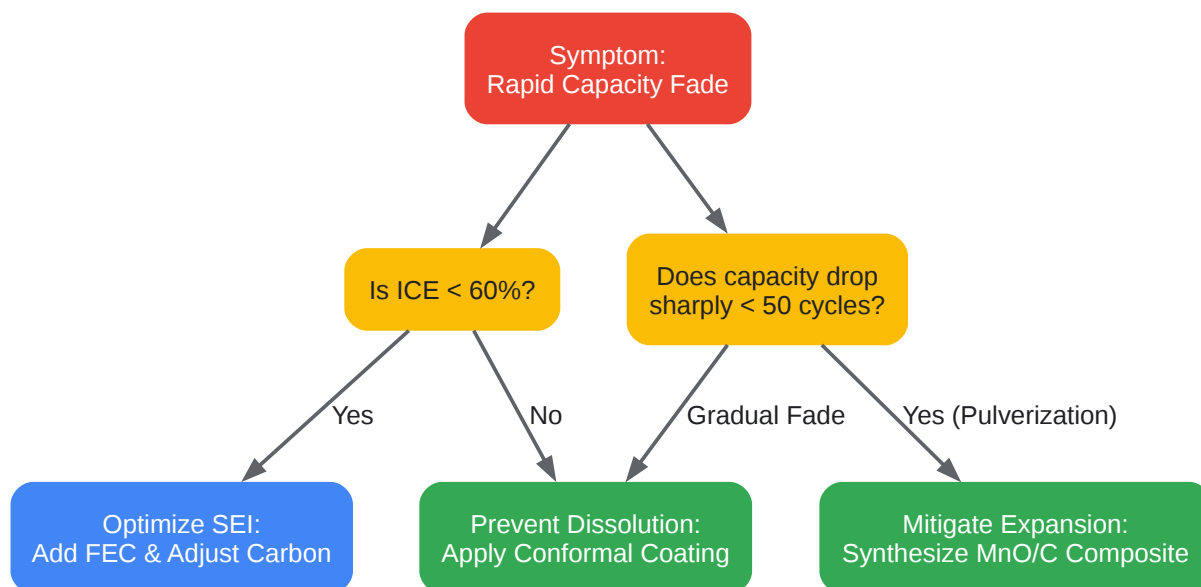 Symptom:
Rapid Capacity Fade
Is ICE < 60%?
Does capacity drop
sharply < 50 cycles?
Yes
No
Gradual Fade
Yes (Pulverization)
Optimize SEI:
Add FEC & Adjust Carbon
Prevent Dissolution:
Apply Conformal Coating
Mitigate Expansion:
Synthesize MnO/C Composite